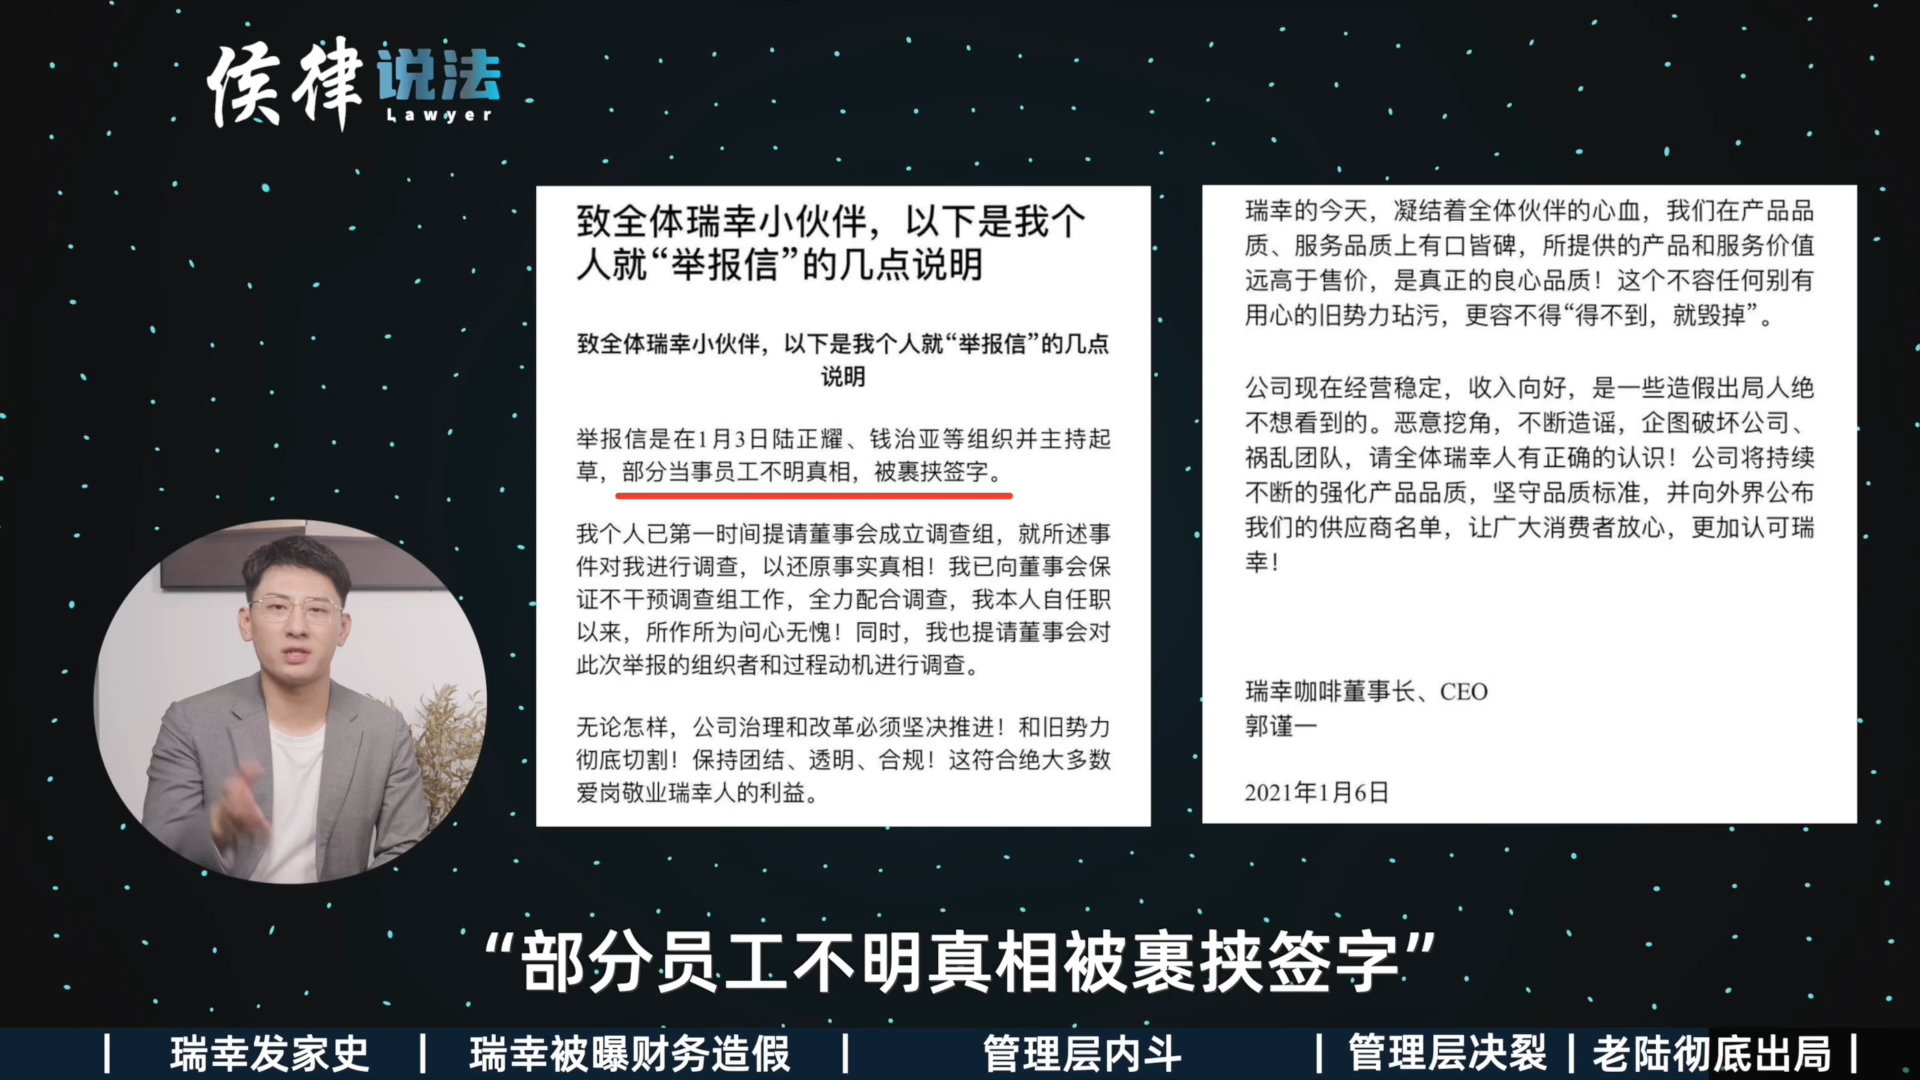 侯律说法
Lawyer
致全体瑞幸小伙伴，以下是我个
人就“举报信”的几点说明
致全体瑞幸小伙伴，以下是我个人就“举报信”的几点
说明
举报信是在1月3日陆正耀、钱治亚等组织并主持起
草，部分当事员工不明真相，被裹挟签字。
我个人已第一时间提请董事会成立调查组，就所述事
件对我进行调查，以还原事实真相！我已向董事会保
证不干预调查组工作，全力配合调查，我本人自任职
以来，所作所为问心无愧！同时，我也提请董事会对
此次举报的组织者和过程动机进行调查。
无论怎样，公司治理和改革必须坚决推进！和旧势力
彻底切割！保持团结、透明、合规！这符合绝大多数
爱岗敬业瑞幸人的利益。
瑞幸的今天，凝结着全体伙伴的心血，我们在产品品
质、服务品质上有口皆碑，所提供的产品和服务价值
远高于售价，是真正的良心品质！这个不容任何别有
用心的旧势力玷污，更容不得“得不到，就毁掉”。
公司现在经营稳定，收入向好，是一些造假出局人绝
不想看到的。恶意挖角，不断造谣，企图破坏公司、
祸乱团队，请全体瑞幸人有正确的认识！公司将持续
不断的强化产品品质，坚守品质标准，并向外界公布
我们的供应商名单，让广大消费者放心，更加认可瑞
幸！
瑞幸咖啡董事长、CEO
郭谨一
2021年1月6日
“部分员工不明真相被裹挟签字”
| 瑞幸发家史 | 瑞幸被曝财务造假 | 管理层内斗 | 管理层决裂 | 老陆彻底出局 |